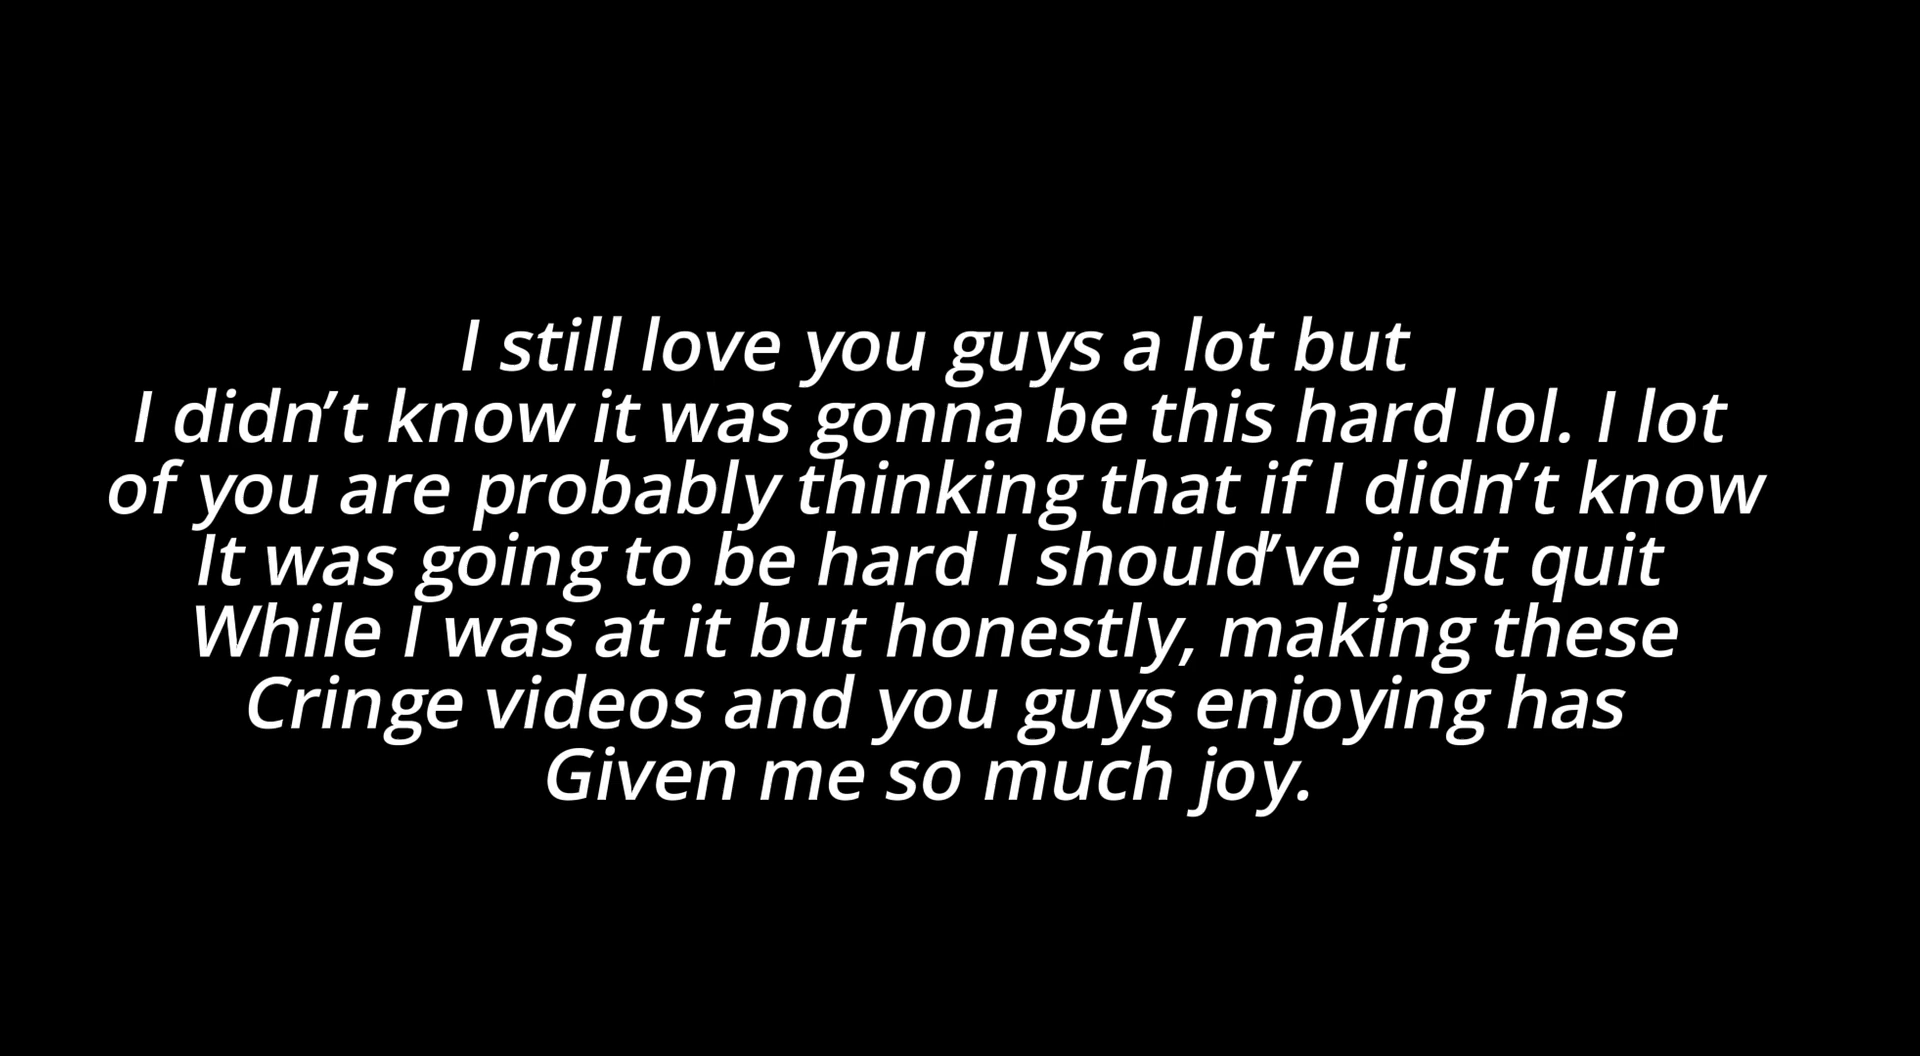 I still love you guys a lot but
I didn’t know it was gonna be this hard lol. I lot
of you are probably thinking that if I didn’t know
It was going to be hard I should’ve just quit
While I was at it but honestly, making these
Cringe videos and you guys enjoying has
Given me so much joy.